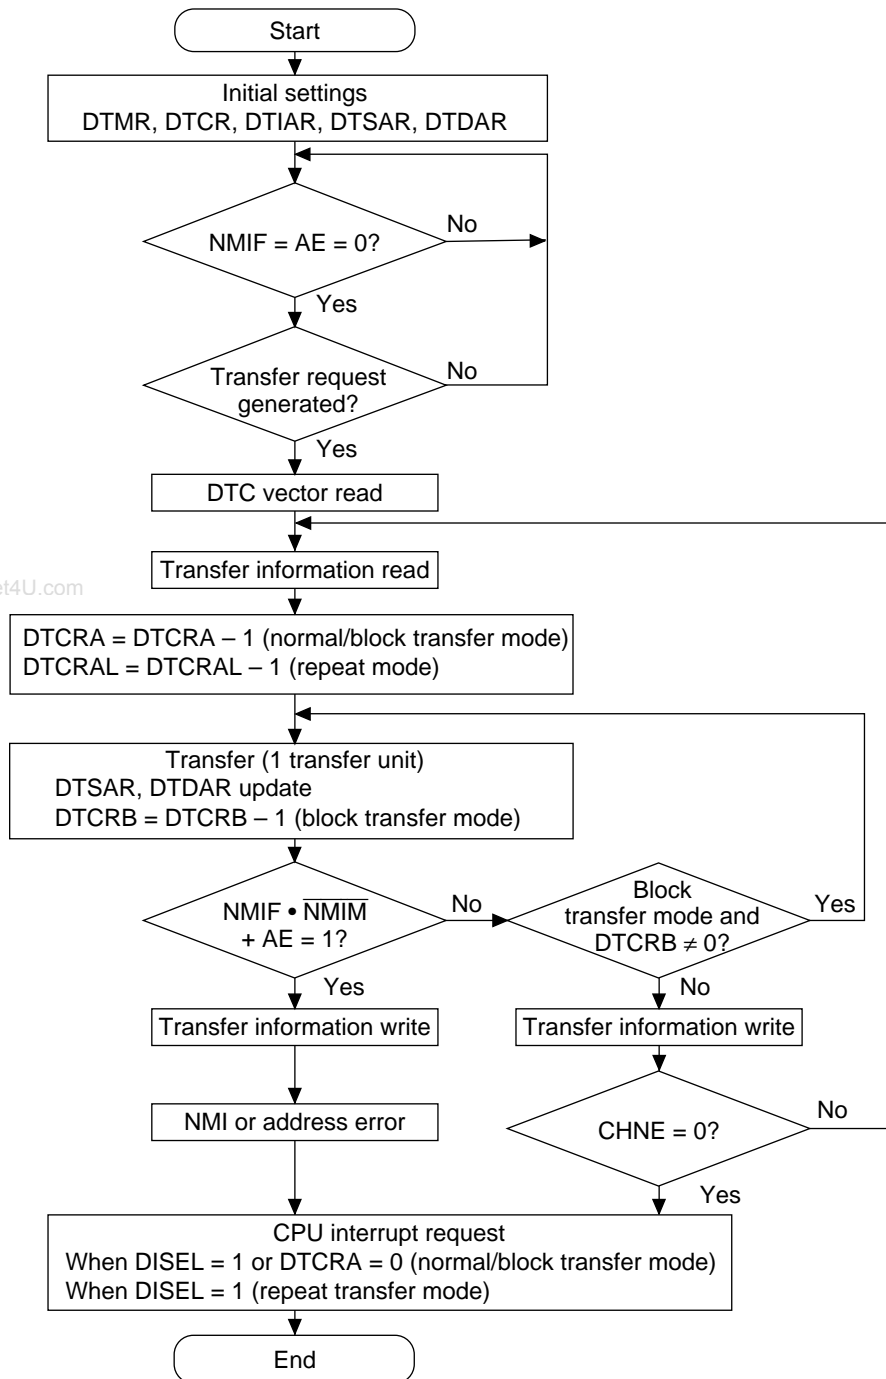 Start
Initial settings
DTMR, DTCR, DTIAR, DTSAR, DTDAR
NMIF = AE = 0?
No
Yes
Transfer request
generated?
No
Yes
DTC vector read
Transfer information read
et4U.com
DTCRA = DTCRA – 1 (normal/block transfer mode)
DTCRAL = DTCRAL – 1 (repeat mode)
Transfer (1 transfer unit)
DTSAR, DTDAR update
DTCRB = DTCRB – 1 (block transfer mode)
NMIF • N̅M̅I̅M̅
+ AE = 1?
No
Yes
Block
transfer mode and
DTCRB ≠ 0?
Yes
No
Transfer information write
Transfer information write
NMI or address error
CHNE = 0?
No
Yes
CPU interrupt request
When DISEL = 1 or DTCRA = 0 (normal/block transfer mode)
When DISEL = 1 (repeat transfer mode)
End